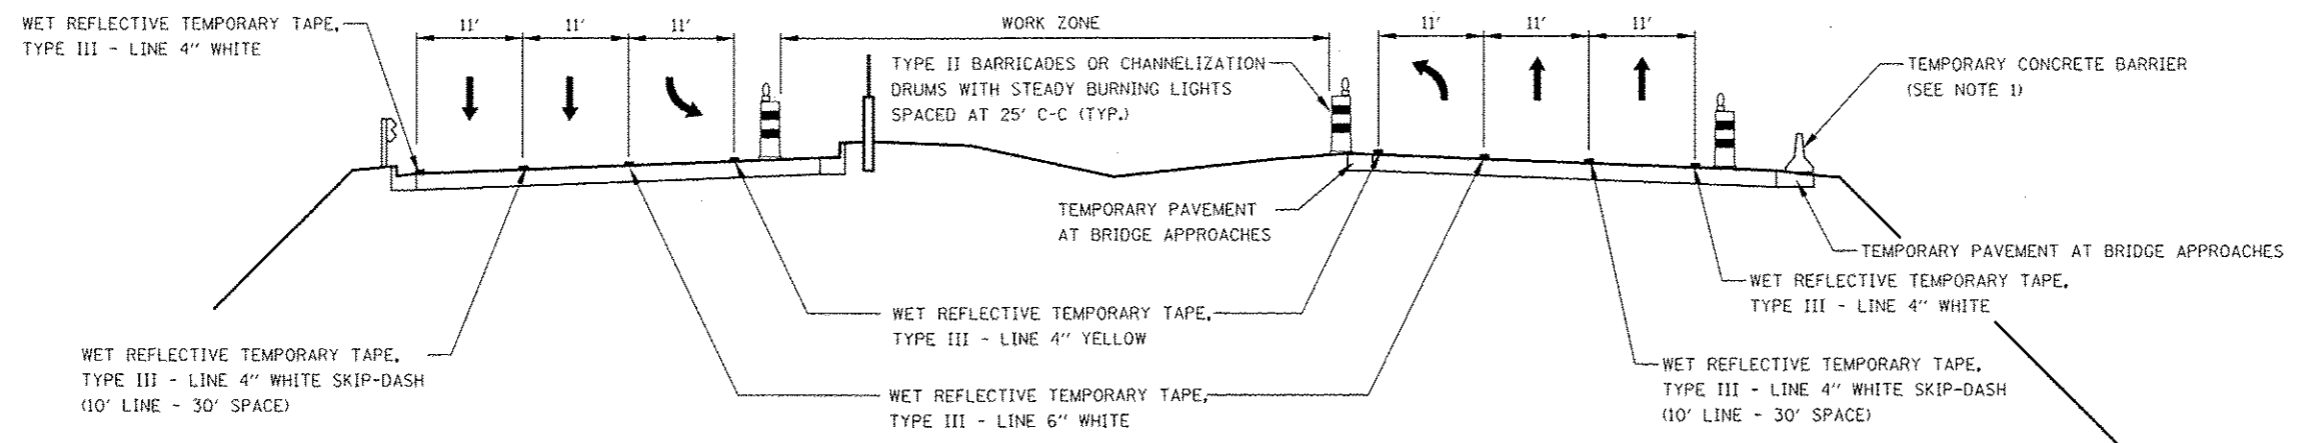 WET REFLECTIVE TEMPORARY TAPE,
TYPE III - LINE 4" WHITE
11'
11'
11'
WORK ZONE
11'
11'
11'
TYPE II BARRICADES OR CHANNELIZATION
DRUMS WITH STEADY BURNING LIGHTS
SPACED AT 25' C-C (TYP.)
TEMPORARY CONCRETE BARRIER
(SEE NOTE 1)
TEMPORARY PAVEMENT
AT BRIDGE APPROACHES
TEMPORARY PAVEMENT AT BRIDGE APPROACHES
WET REFLECTIVE TEMPORARY TAPE,
TYPE III - LINE 4" WHITE
WET REFLECTIVE TEMPORARY TAPE,
TYPE III - LINE 4" YELLOW
WET REFLECTIVE TEMPORARY TAPE,
TYPE III - LINE 4" WHITE SKIP-DASH
(10' LINE - 30' SPACE)
WET REFLECTIVE TEMPORARY TAPE,
TYPE III - LINE 6" WHITE
WET REFLECTIVE TEMPORARY TAPE,
TYPE III - LINE 4" WHITE SKIP-DASH
(10' LINE - 30' SPACE)